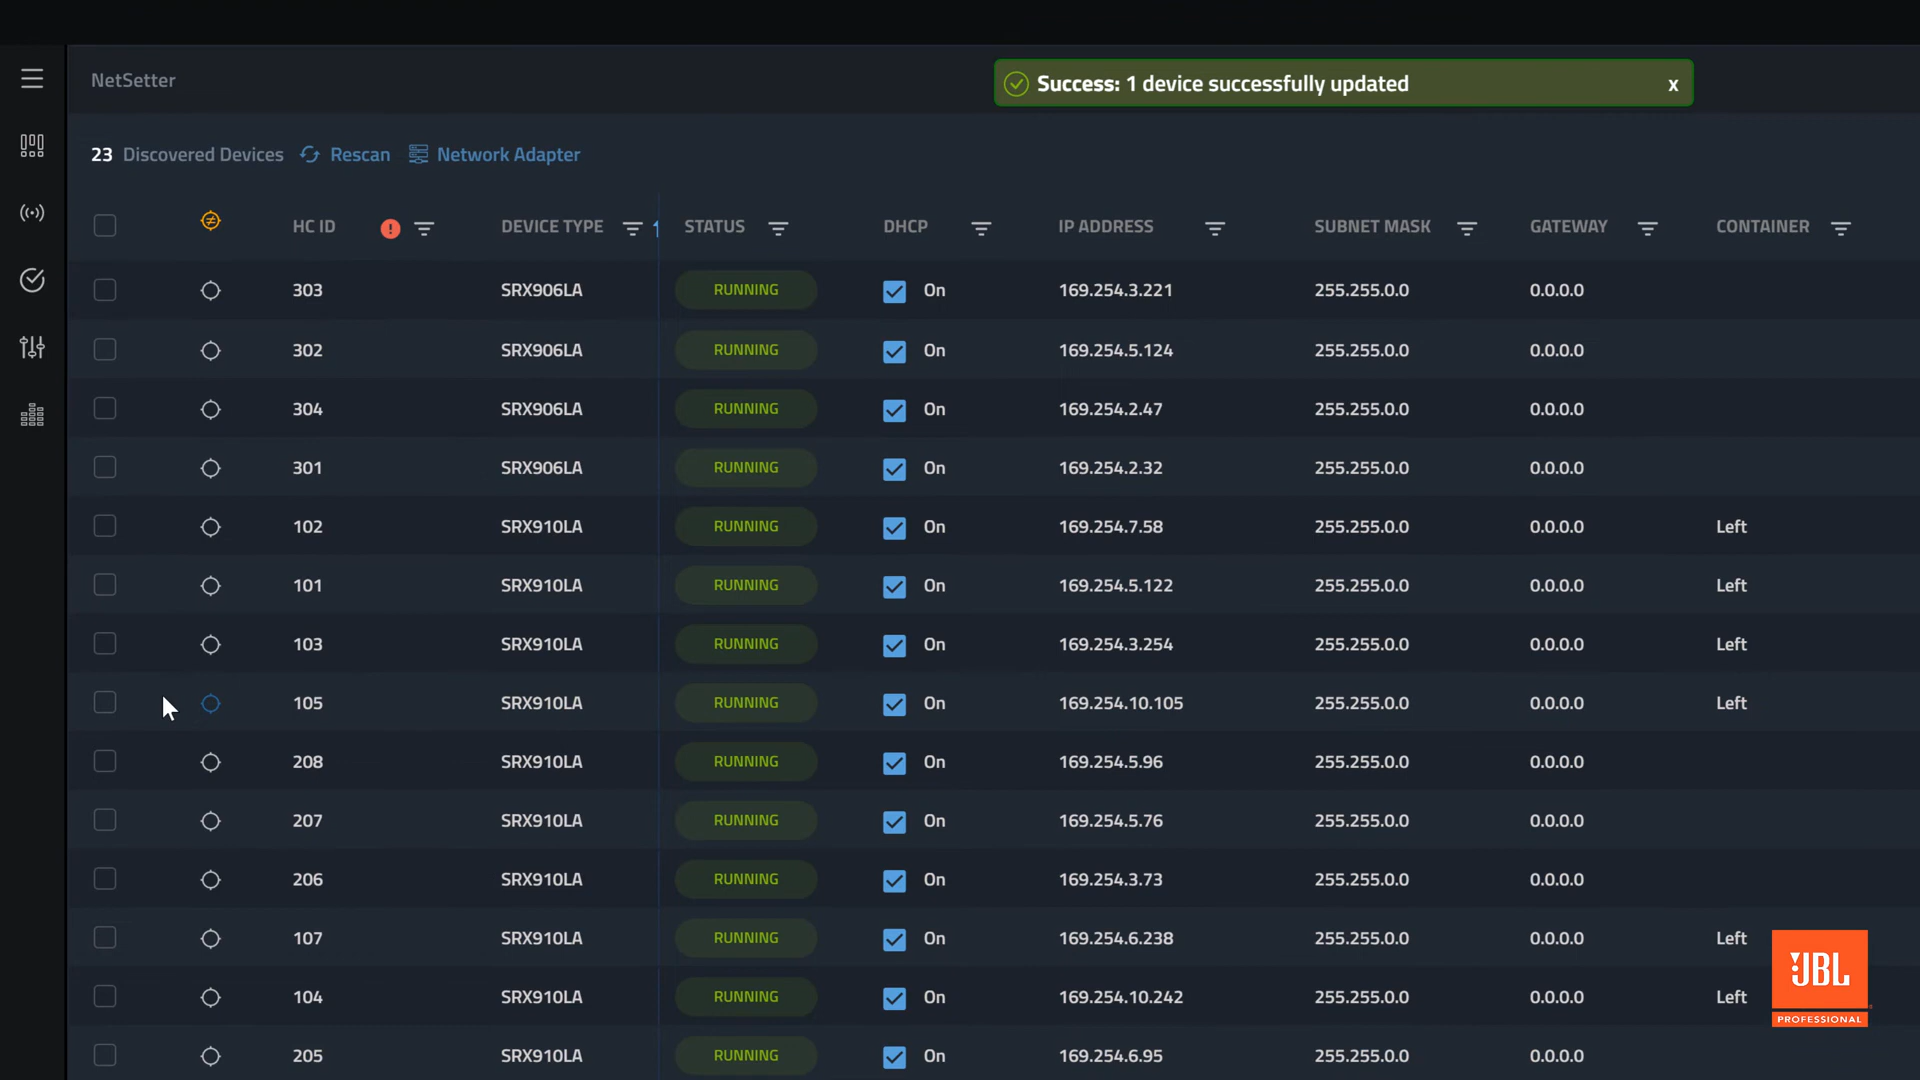 NetSetter
Success: 1 device successfully updated x
23 Discovered Devices Rescan Network Adapter
HC ID DEVICE TYPE STATUS DHCP IP ADDRESS SUBNET MASK GATEWAY CONTAINER
303 SRX906LA RUNNING On 169.254.3.221 255.255.0.0 0.0.0.0
302 SRX906LA RUNNING On 169.254.5.124 255.255.0.0 0.0.0.0
304 SRX906LA RUNNING On 169.254.2.47 255.255.0.0 0.0.0.0
301 SRX906LA RUNNING On 169.254.2.32 255.255.0.0 0.0.0.0
102 SRX910LA RUNNING On 169.254.7.58 255.255.0.0 0.0.0.0 Left
101 SRX910LA RUNNING On 169.254.5.122 255.255.0.0 0.0.0.0 Left
103 SRX910LA RUNNING On 169.254.3.254 255.255.0.0 0.0.0.0 Left
105 SRX910LA RUNNING On 169.254.10.105 255.255.0.0 0.0.0.0 Left
208 SRX910LA RUNNING On 169.254.5.96 255.255.0.0 0.0.0.0
207 SRX910LA RUNNING On 169.254.5.76 255.255.0.0 0.0.0.0
206 SRX910LA RUNNING On 169.254.3.73 255.255.0.0 0.0.0.0
107 SRX910LA RUNNING On 169.254.6.238 255.255.0.0 0.0.0.0 Left
104 SRX910LA RUNNING On 169.254.10.242 255.255.0.0 0.0.0.0 Left
205 SRX910LA RUNNING On 169.254.6.95 255.255.0.0 0.0.0.0
JBL
PROFESSIONAL